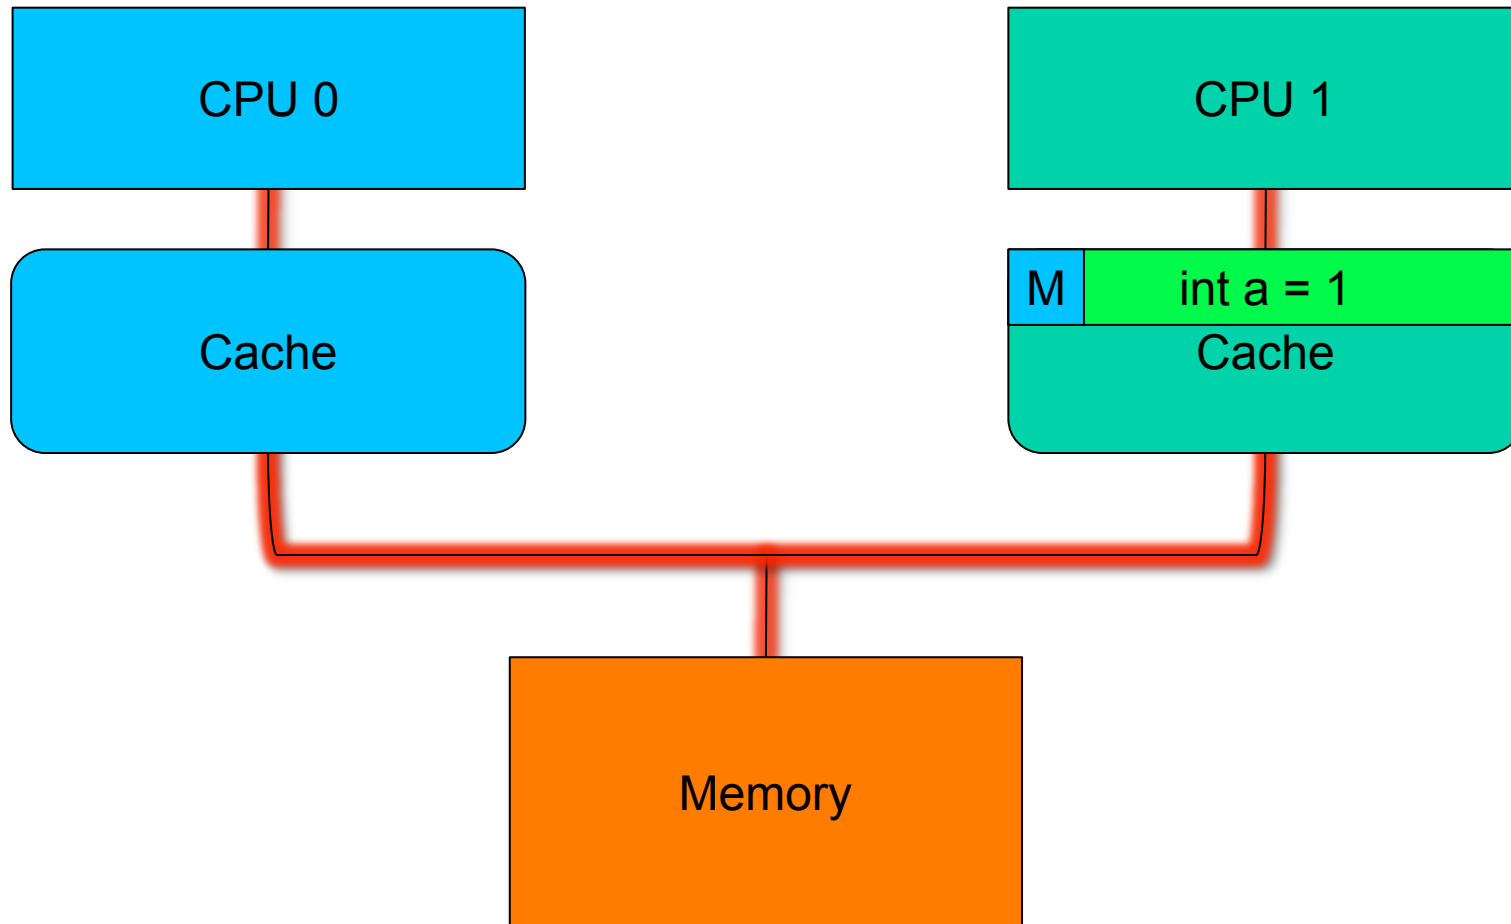 CPU 0
CPU 1
M
int a = 1
Cache
Cache
Memory